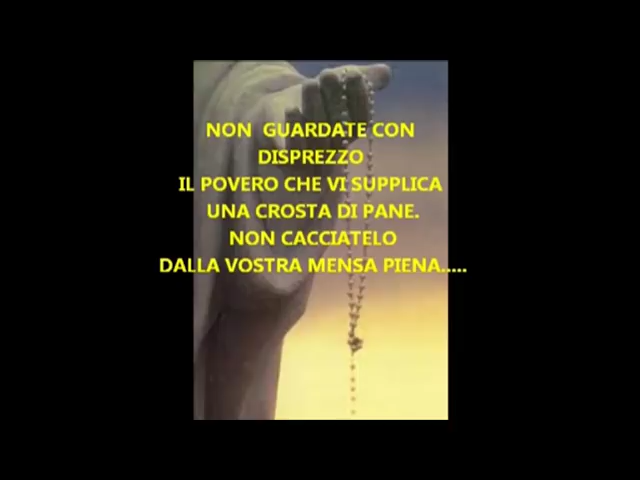 NON GUARDATE CON
DISPREZZO
IL POVERO CHE VI SUPPLICA
UNA CROSTA DI PANE.
NON CACCIATELO
DALLA VOSTRA MENSA PIENA.....